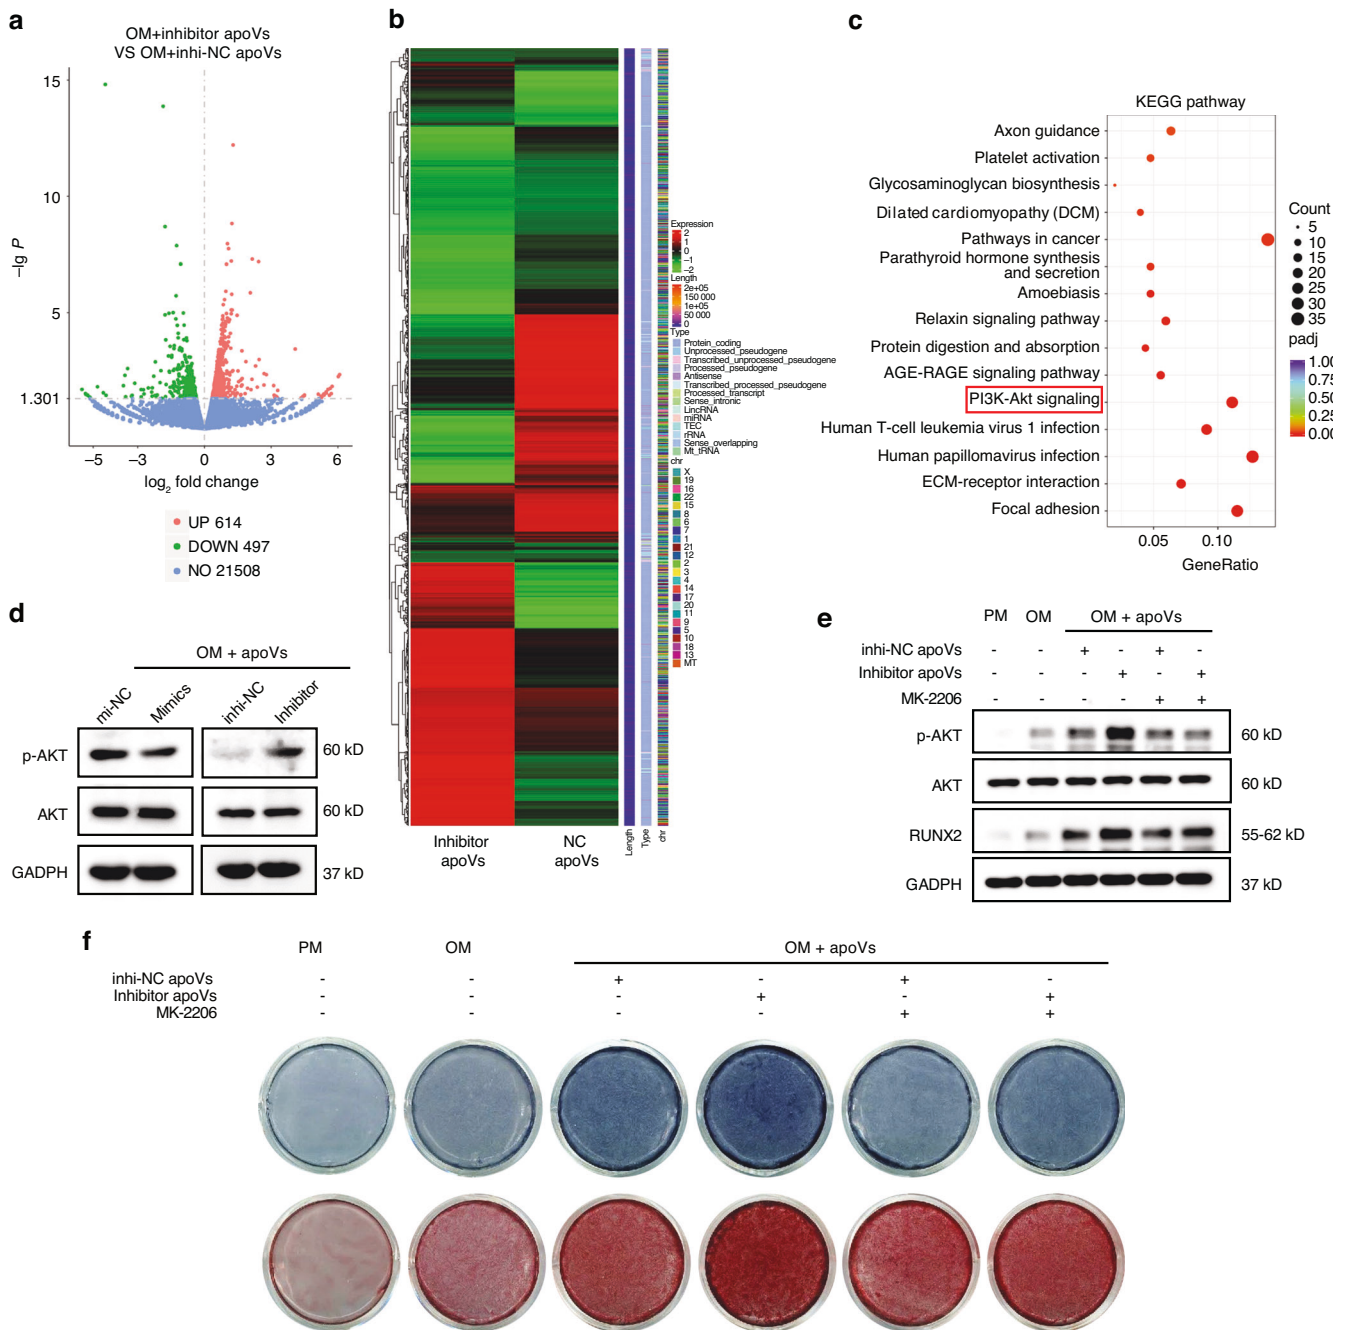 a
OM+inhibitor apoVs
VS OM+inhi-NC apoVs
15
10
5
1.301
–lg P
–5
–3
0
3
6
log2 fold change
UP 614
DOWN 497
NO 21508
b
Inhibitor
apoVs
NC
apoVs
Length
Type
chr
Expression
2
1
0
–1
–2
Length
2e+05
150 000
1e+05
50 000
0
Type
Protein_coding
Unprocessed_pseudogene
Transcribed_unprocessed_pseudogene
Processed_pseudogene
Antisense
Transcribed_processed_pseudogene
Processed_transcript
Sense_intronic
LincRNA
miRNA
TEC
rRNA
Sense_overlapping
Mt_tRNA
chr
X
19
16
22
15
8
6
7
1
21
12
2
3
4
14
17
20
11
9
5
10
18
13
MT
c
KEGG pathway
Axon guidance
Platelet activation
Glycosaminoglycan biosynthesis
Dilated cardiomyopathy (DCM)
Pathways in cancer
Parathyroid hormone synthesis
and secretion
Amoebiasis
Relaxin signaling pathway
Protein digestion and absorption
AGE-RAGE signaling pathway
PI3K-Akt signaling
Human T-cell leukemia virus 1 infection
Human papillomavirus infection
ECM-receptor interaction
Focal adhesion
0.05
0.10
GeneRatio
Count
5
10
15
20
25
30
35
padj
1.00
0.75
0.50
0.25
0.00
d
OM + apoVs
mi-NC
Mimics
inhi-NC
Inhibitor
p-AKT
60 kD
AKT
60 kD
GADPH
37 kD
e
PM
OM
OM + apoVs
inhi-NC apoVs - - + - + -
Inhibitor apoVs - - - + - +
MK-2206 - - - - + +
p-AKT
60 kD
AKT
60 kD
RUNX2
55-62 kD
GADPH
37 kD
f
PM
OM
OM + apoVs
inhi-NC apoVs - - + - + -
Inhibitor apoVs - - - + - +
MK-2206 - - - - + +